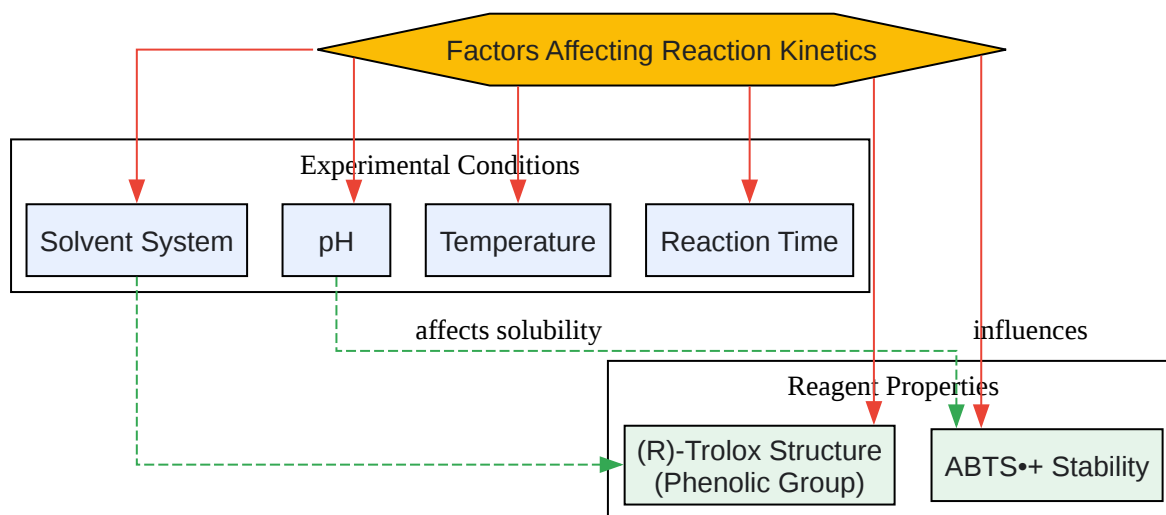 Factors Affecting Reaction Kinetics
Experimental Conditions
Solvent System
pH
Temperature
Reaction Time
affects solubility
influences
Reagent Properties
(R)-Trolox Structure
(Phenolic Group)
ABTS•+ Stability